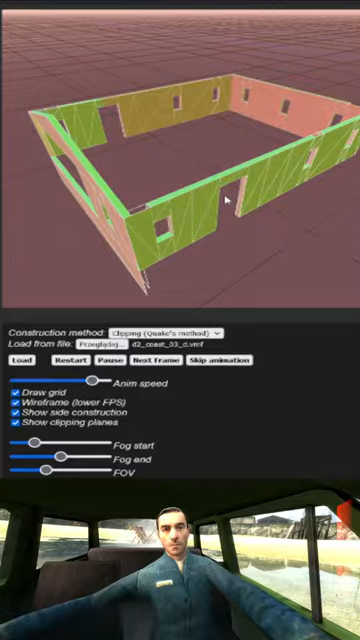 Construction method: Clipping (Quake's method)
Load from file: Przeglądaj... d2_coast_03_d.vmf
Load Restart Pause Next Frame Skip animation
Anim speed
Draw grid
Wireframe (lower FPS)
Show side construction
Show clipping planes
Fog start
Fog end
FOV